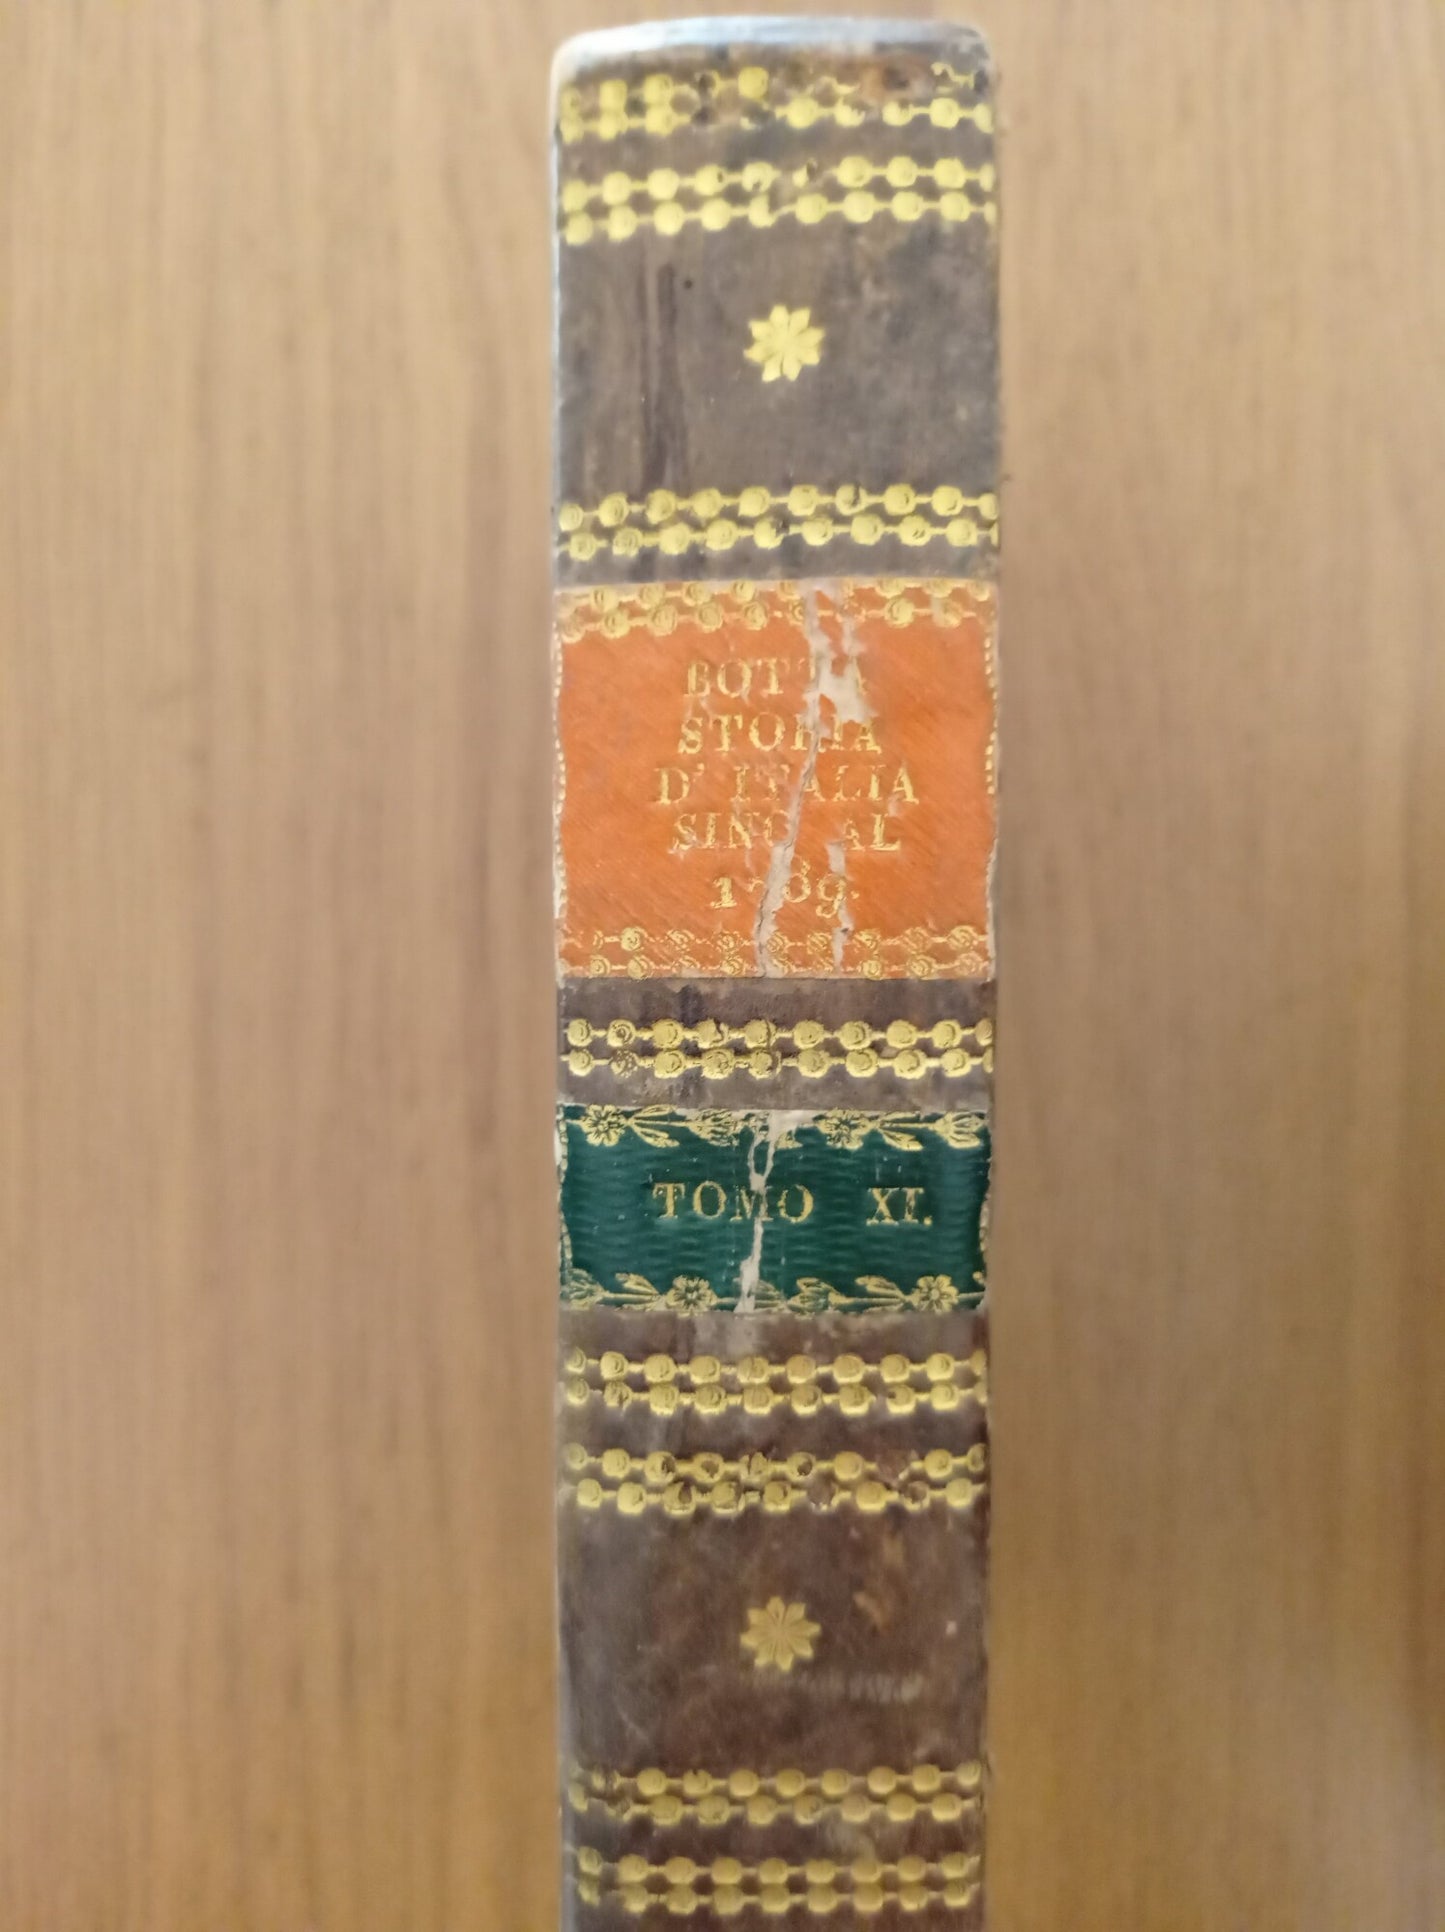 BOTTA
STORIA
D' ITALIA
SINO AL
1789.
TOMO XI.